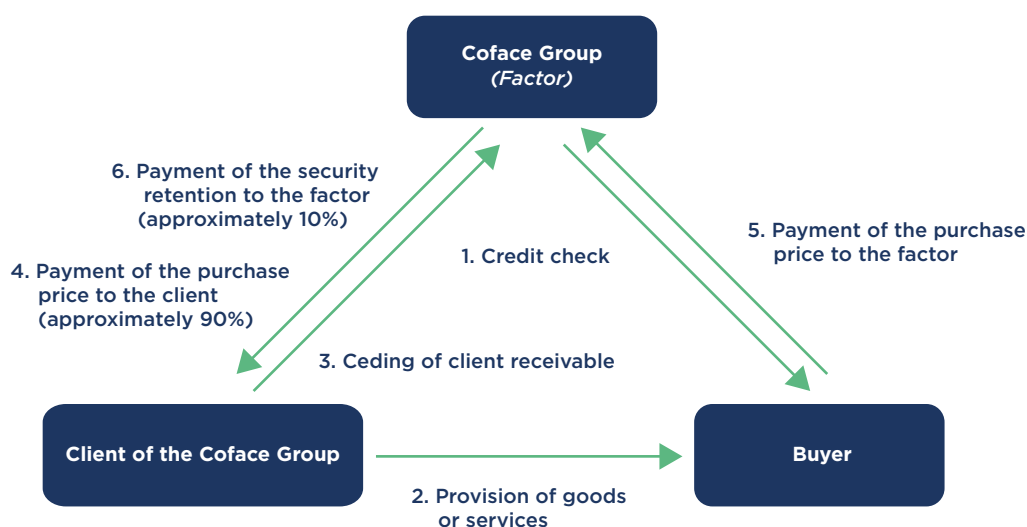 Coface Group
(Factor)
6. Payment of the security
retention to the factor
(approximately 10%)
5. Payment of the purchase
price to the factor
1. Credit check
4. Payment of the purchase
price to the client
(approximately 90%)
3. Ceding of client receivable
Client of the Coface Group
Buyer
2. Provision of goods
or services